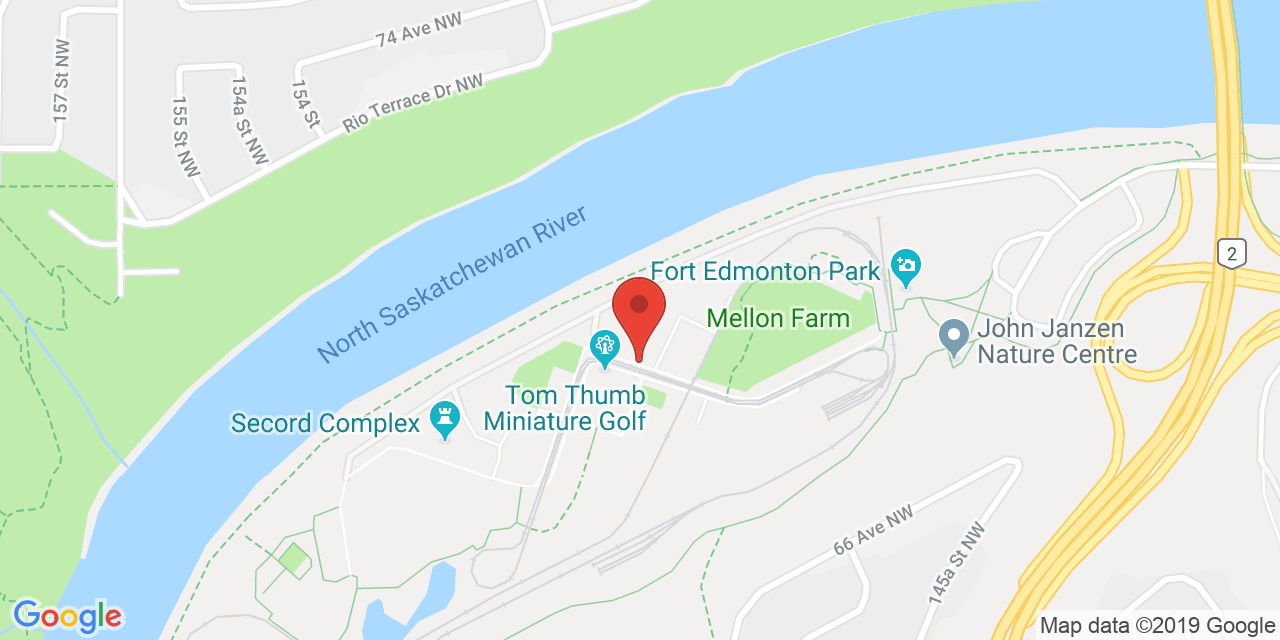 74 Ave NW
157 St NW
155 St NW
154a St NW
154 St
Rio Terrace Dr NW
North Saskatchewan River
2
Fort Edmonton Park
Mellon Farm
John Janzen
Nature Centre
Tom Thumb
Miniature Golf
Secord Complex
66 Ave NW
145a St NW
Google
Map data ©2019 Google